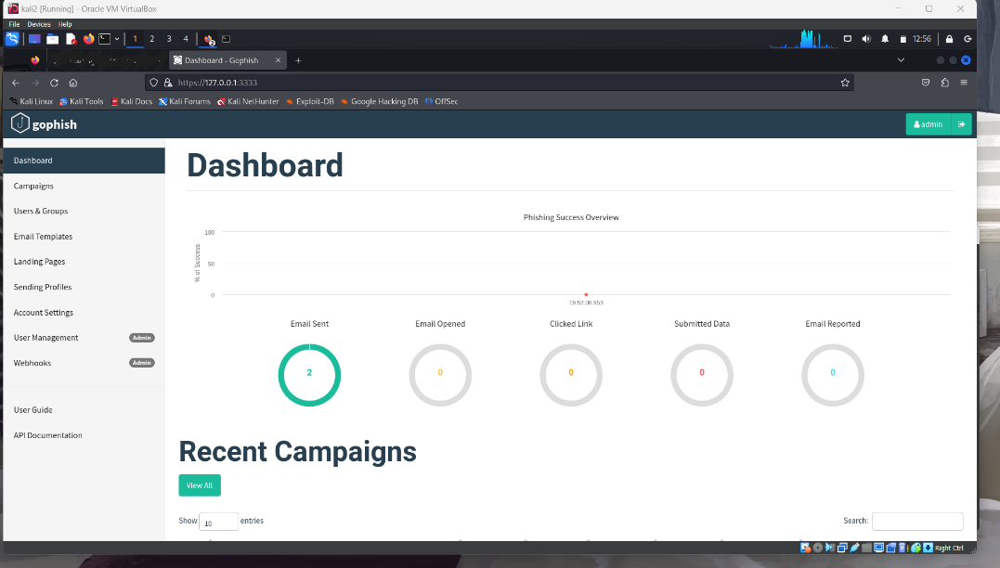 kali2 [Running] - Oracle VM VirtualBox
File Devices Help
1 2 3 4 2 12:56
Dashboard - Gophish
https://127.0.0.1:3333
Kali Linux Kali Tools Kali Docs Kali Forums Kali NetHunter Exploit-DB Google Hacking DB OffSec
gophish admin
Dashboard
Campaigns
Users & Groups
Email Templates
Landing Pages
Sending Profiles
Account Settings
User Management Admin
Webhooks Admin
User Guide
API Documentation
Dashboard
Phishing Success Overview
% of Success
100
50
0
19:52:00.953
Email Sent Email Opened Clicked Link Submitted Data Email Reported
2 0 0 0 0
Recent Campaigns
View All
Show 10 entries Search:
Right Ctrl